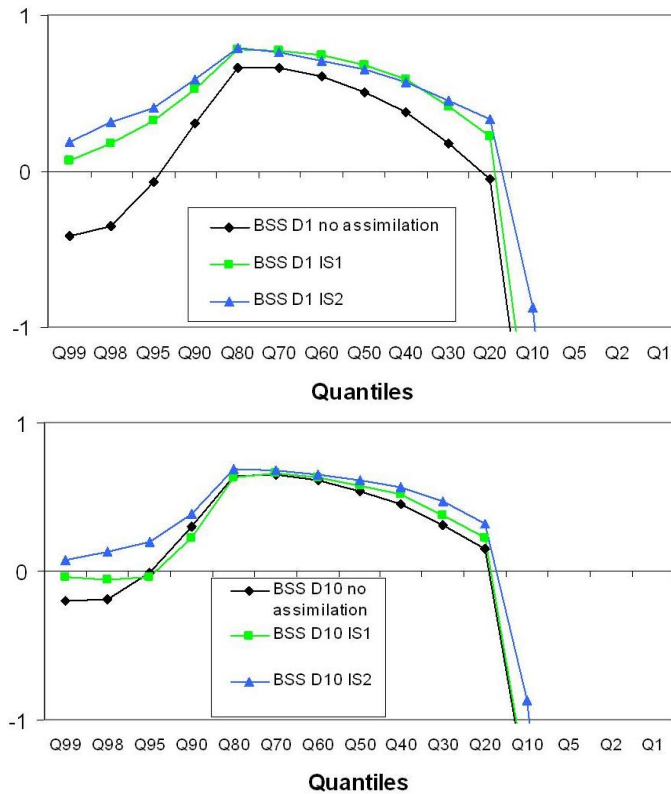 1
0
-1
BSS D1 no assimilation
BSS D1 IS1
BSS D1 IS2
Q99 Q98 Q95 Q90 Q80 Q70 Q60 Q50 Q40 Q30 Q20 Q10 Q5 Q2 Q1
Quantiles
1
0
-1
BSS D10 no
assimilation
BSS D10 IS1
BSS D10 IS2
Q99 Q98 Q95 Q90 Q80 Q70 Q60 Q50 Q40 Q30 Q20 Q10 Q5 Q2 Q1
Quantiles